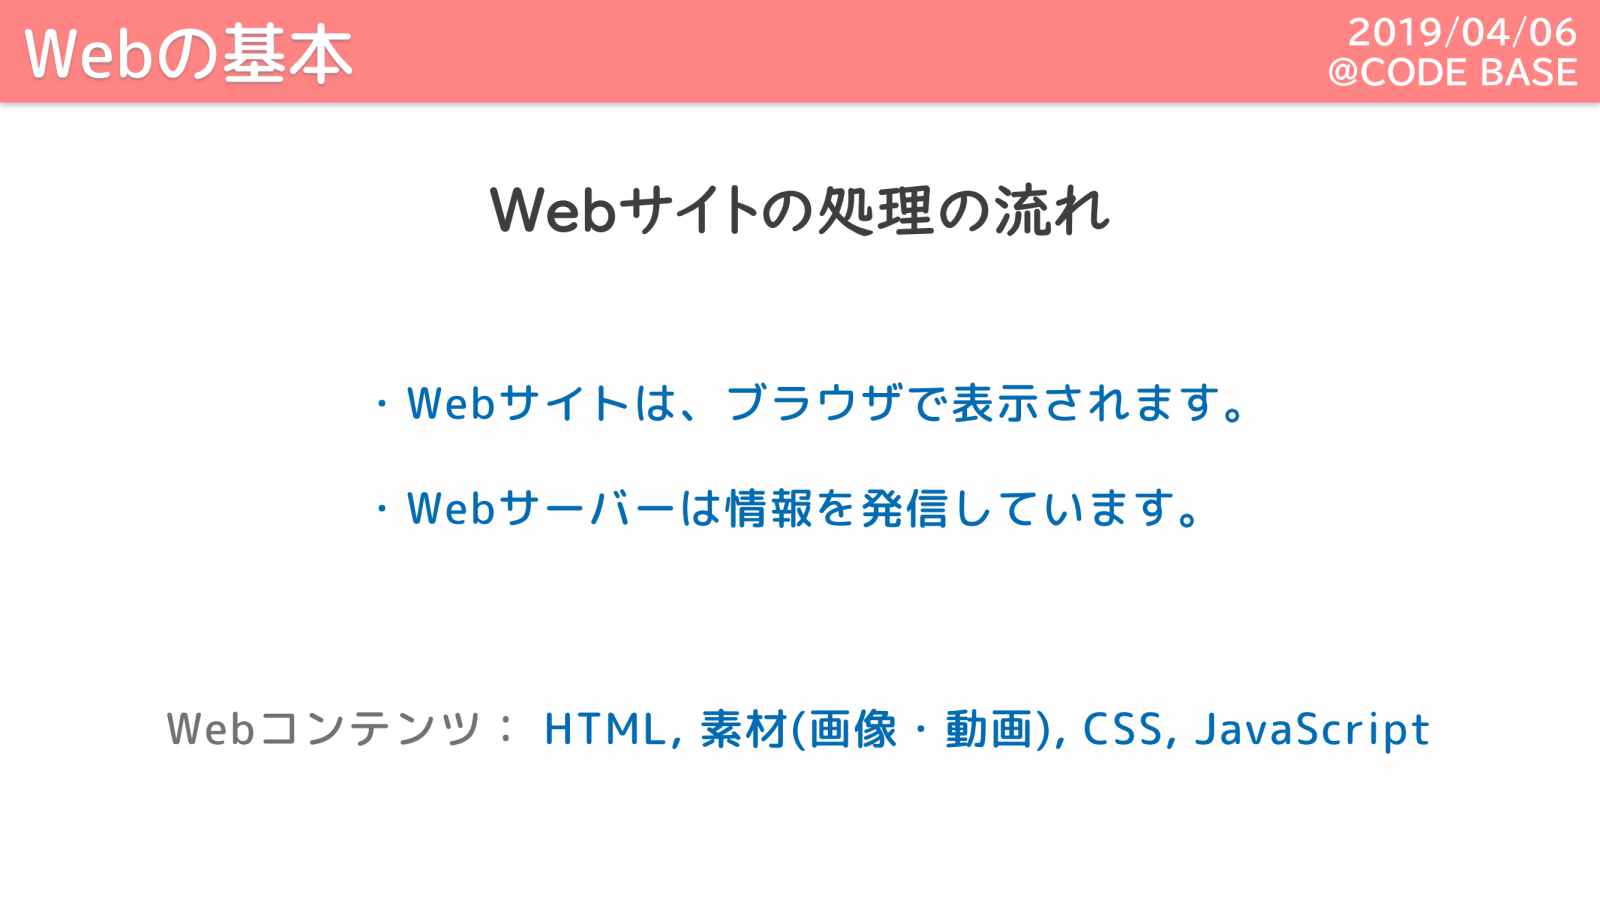 Webの基本
2019/04/06
@CODE BASE
Webサイトの処理の流れ
・Webサイトは、ブラウザで表示されます。
・Webサーバーは情報を発信しています。
Webコンテンツ： HTML, 素材(画像・動画), CSS, JavaScript